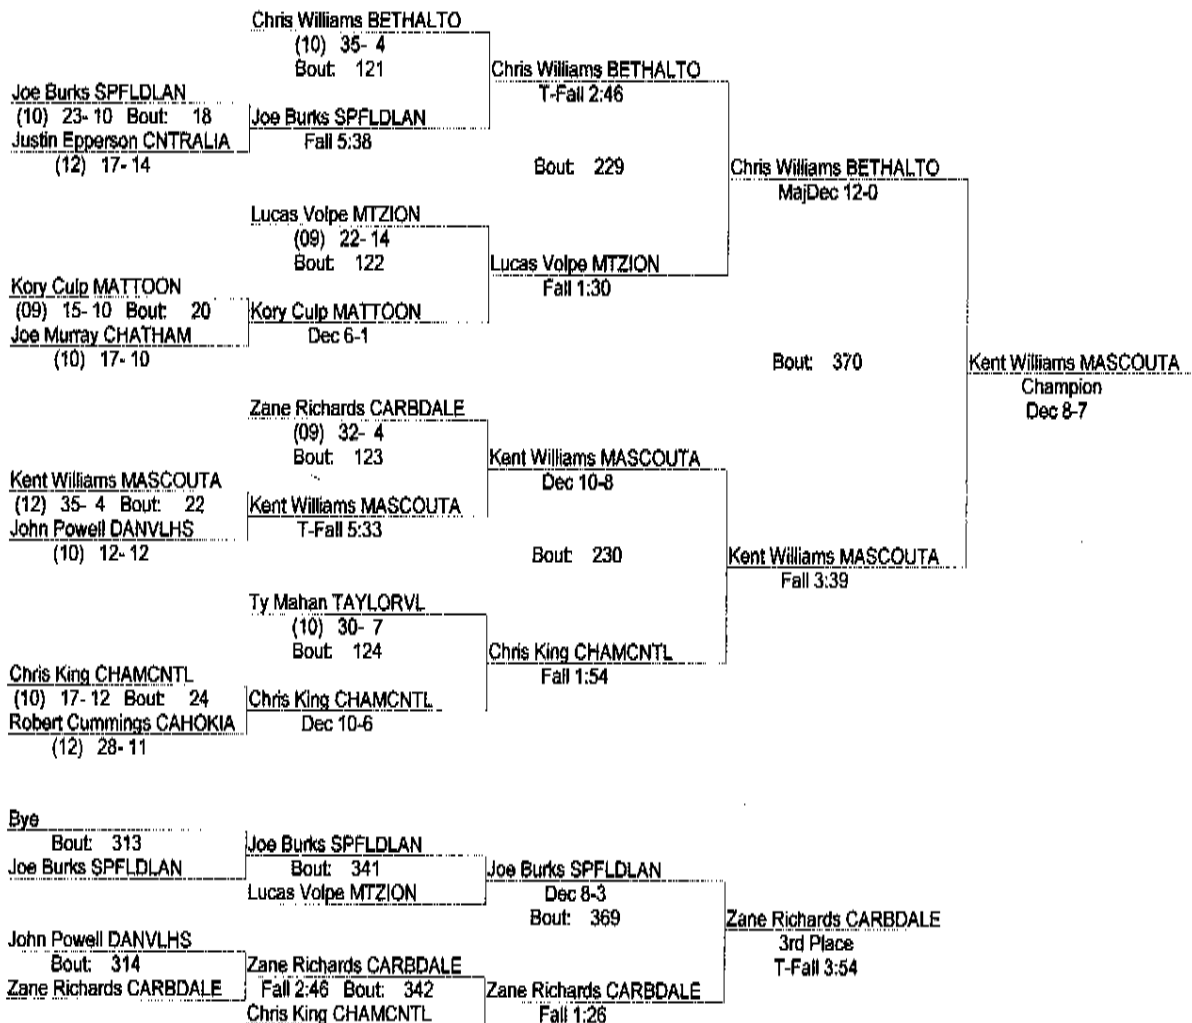 Chris Williams BETHALTO
(10) 35- 4
Bout: 121
Chris Williams BETHALTO
T-Fall 2:46
Joe Burks SPFLDLAN
(10) 23- 10 Bout: 18
Joe Burks SPFLDLAN
Justin Epperson CNTRALIA
Fall 5:38
(12) 17- 14
Bout: 229
Chris Williams BETHALTO
MajDec 12-0
Lucas Volpe MTZION
(09) 22- 14
Bout: 122
Lucas Volpe MTZION
Fall 1:30
Kory Culp MATTOON
(09) 15- 10 Bout: 20
Kory Culp MATTOON
Joe Murray CHATHAM
Dec 6-1
(10) 17- 10
Bout: 370
Kent Williams MASCOUTA
Champion
Dec 8-7
Zane Richards CARBDALE
(09) 32- 4
Bout: 123
Kent Williams MASCOUTA
Dec 10-8
Kent Williams MASCOUTA
(12) 35- 4 Bout: 22
Kent Williams MASCOUTA
John Powell DANVLHS
T-Fall 5:33
(10) 12- 12
Bout: 230
Kent Williams MASCOUTA
Fall 3:39
Ty Mahan TAYLORVL
(10) 30- 7
Bout: 124
Chris King CHAMCNTL
Fall 1:54
Chris King CHAMCNTL
(10) 17- 12 Bout: 24
Chris King CHAMCNTL
Robert Cummings CAHOKIA
Dec 10-6
(12) 28- 11
Bye
Bout: 313
Joe Burks SPFLDLAN
Joe Burks SPFLDLAN
Bout: 341
Lucas Volpe MTZION
Joe Burks SPFLDLAN
Dec 8-3
Bout: 369
Zane Richards CARBDALE
3rd Place
T-Fall 3:54
John Powell DANVLHS
Bout: 314
Zane Richards CARBDALE
Zane Richards CARBDALE
Fall 2:46 Bout: 342
Chris King CHAMCNTL
Zane Richards CARBDALE
Fall 1:26